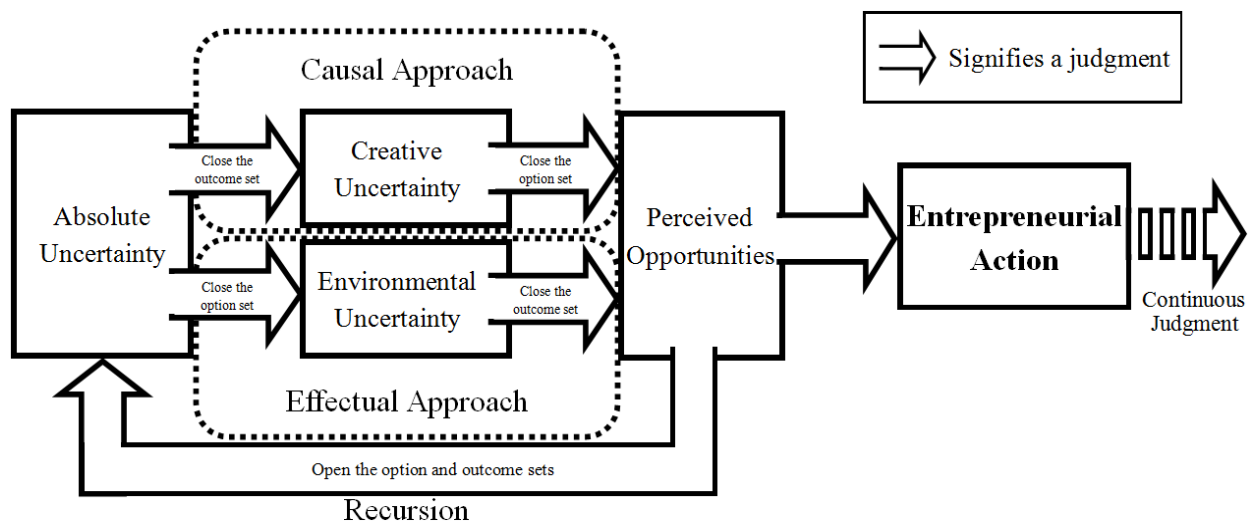 Causal Approach
Signifies a judgment
Absolute
Uncertainty
Close the
outcome set
Creative
Uncertainty
Close the
option set
Close the
option set
Environmental
Uncertainty
Close the
outcome set
Effectual Approach
Perceived
Opportunities
Entrepreneurial
Action
Continuous
Judgment
Open the option and outcome sets
Recursion